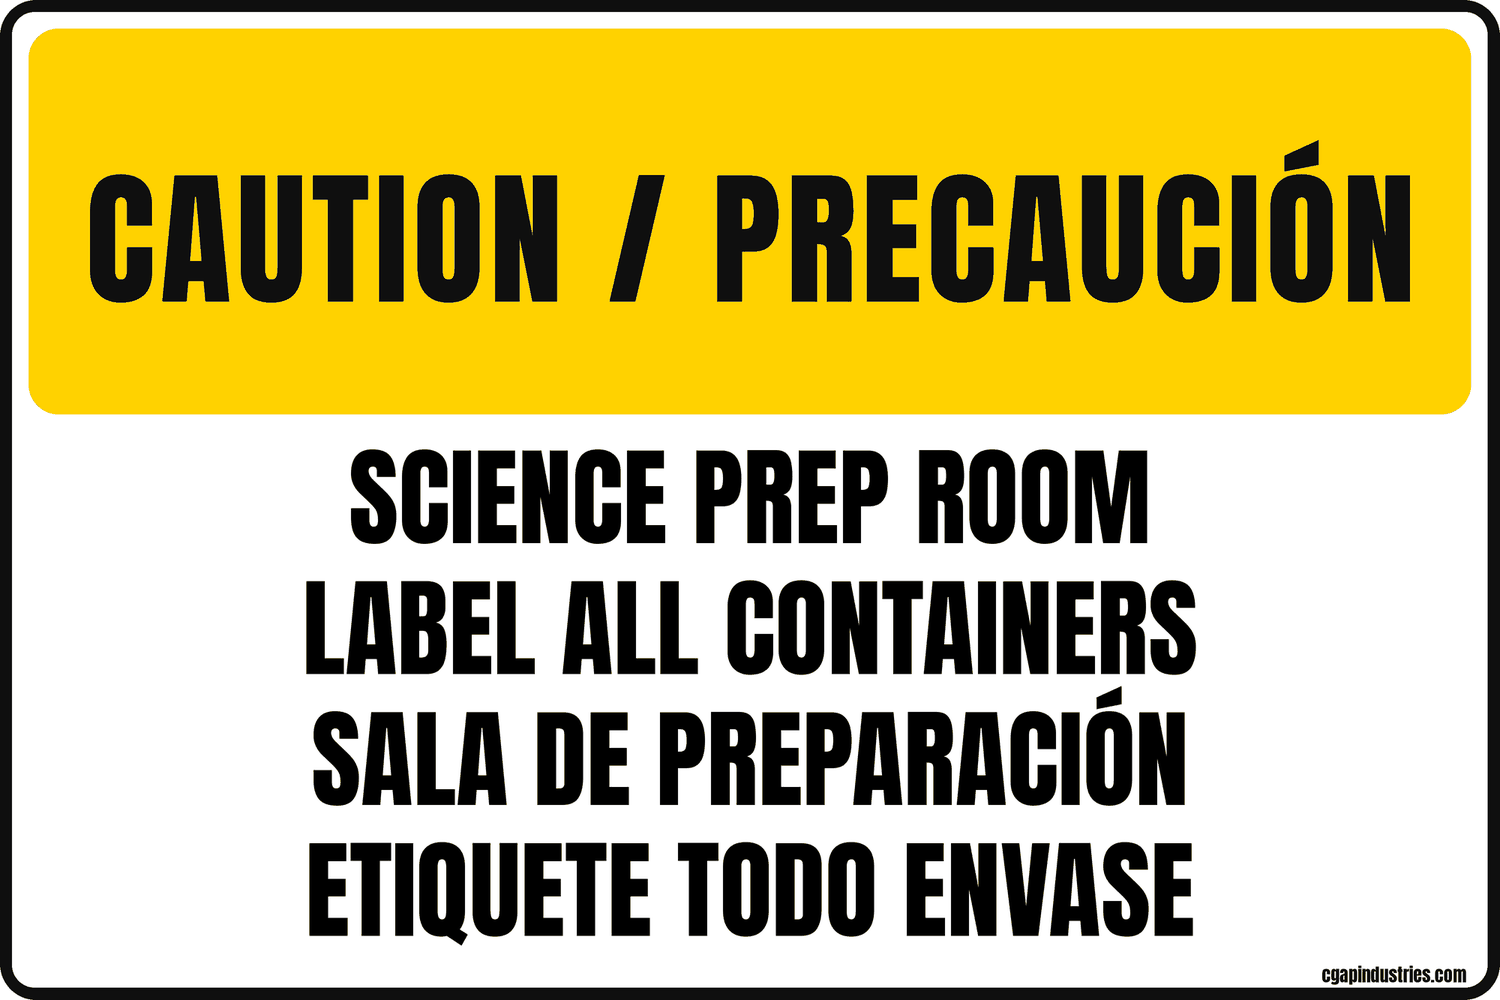 CAUTION / PRECAUCIÓN
SCIENCE PREP ROOM
LABEL ALL CONTAINERS
SALA DE PREPARACIÓN
ETIQUETE TODO ENVASE
cgapindustries.com